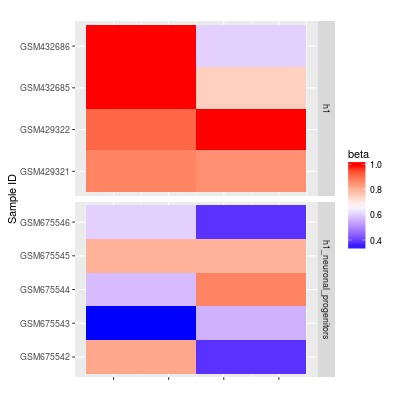 Sample ID
GSM432686
GSM432685
GSM429322
GSM429321
h1
GSM675546
GSM675545
GSM675544
GSM675543
GSM675542
h1_neuronal_progenitors
beta
1.0
0.8
0.6
0.4